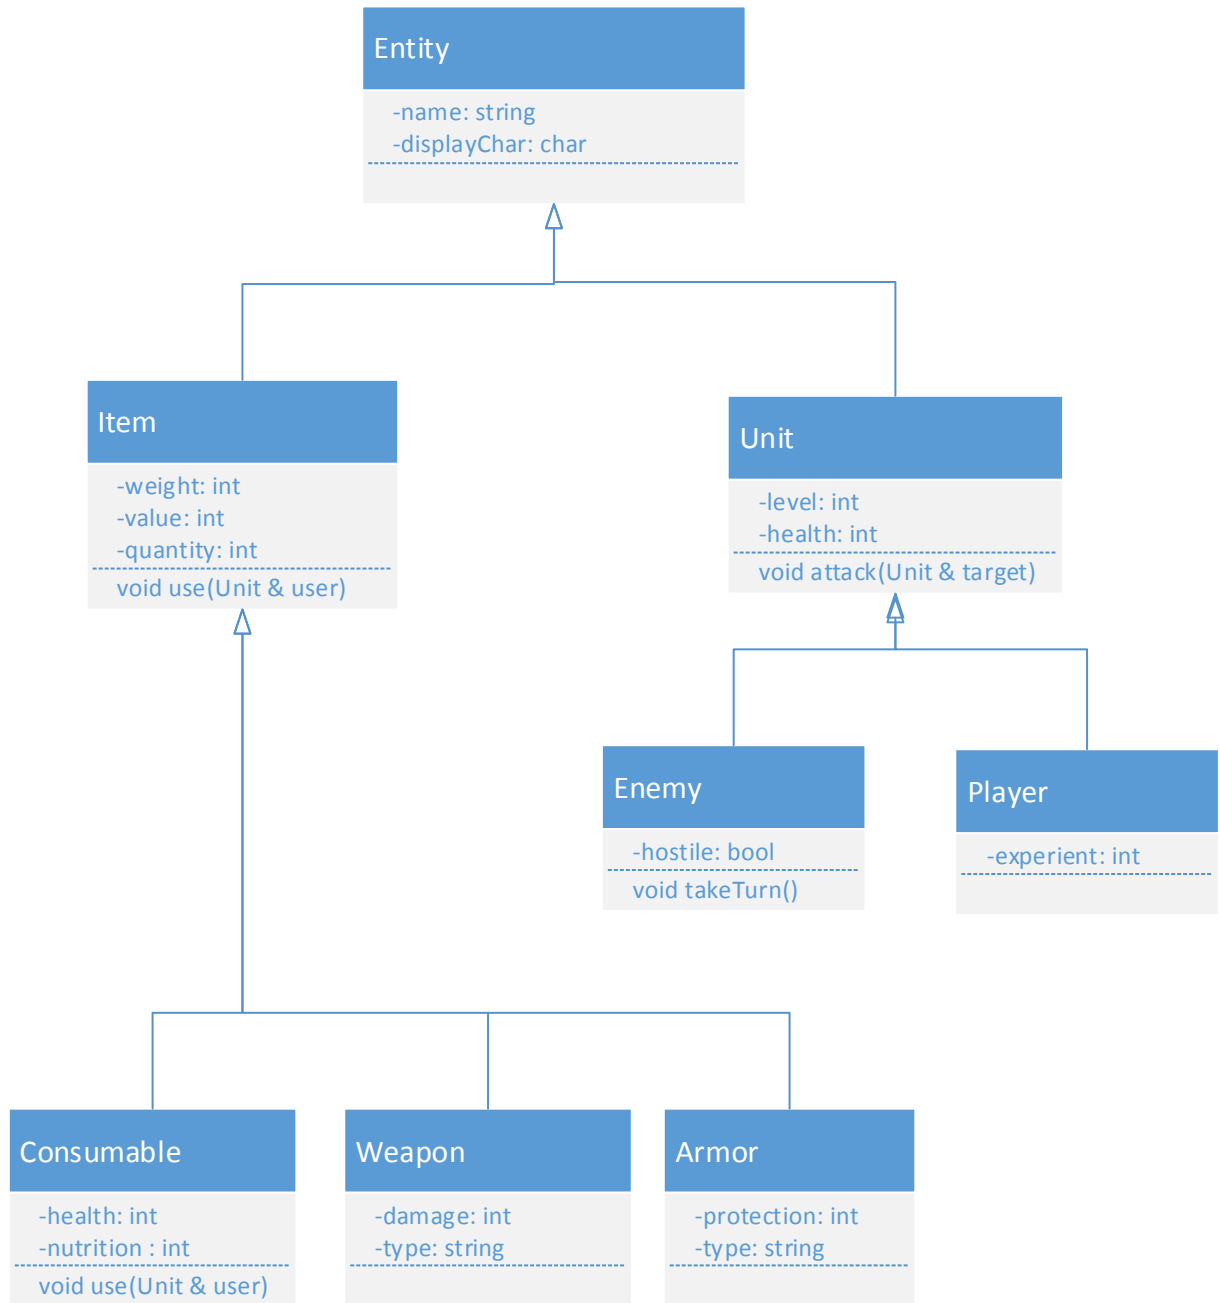 Entity
-name: string
-displayChar: char
Item
-weight: int
-value: int
-quantity: int
void use(Unit & user)
Unit
-level: int
-health: int
void attack(Unit & target)
Enemy
-hostile: bool
void takeTurn()
Player
-experient: int
Consumable
-health: int
-nutrition : int
void use(Unit & user)
Weapon
-damage: int
-type: string
Armor
-protection: int
-type: string